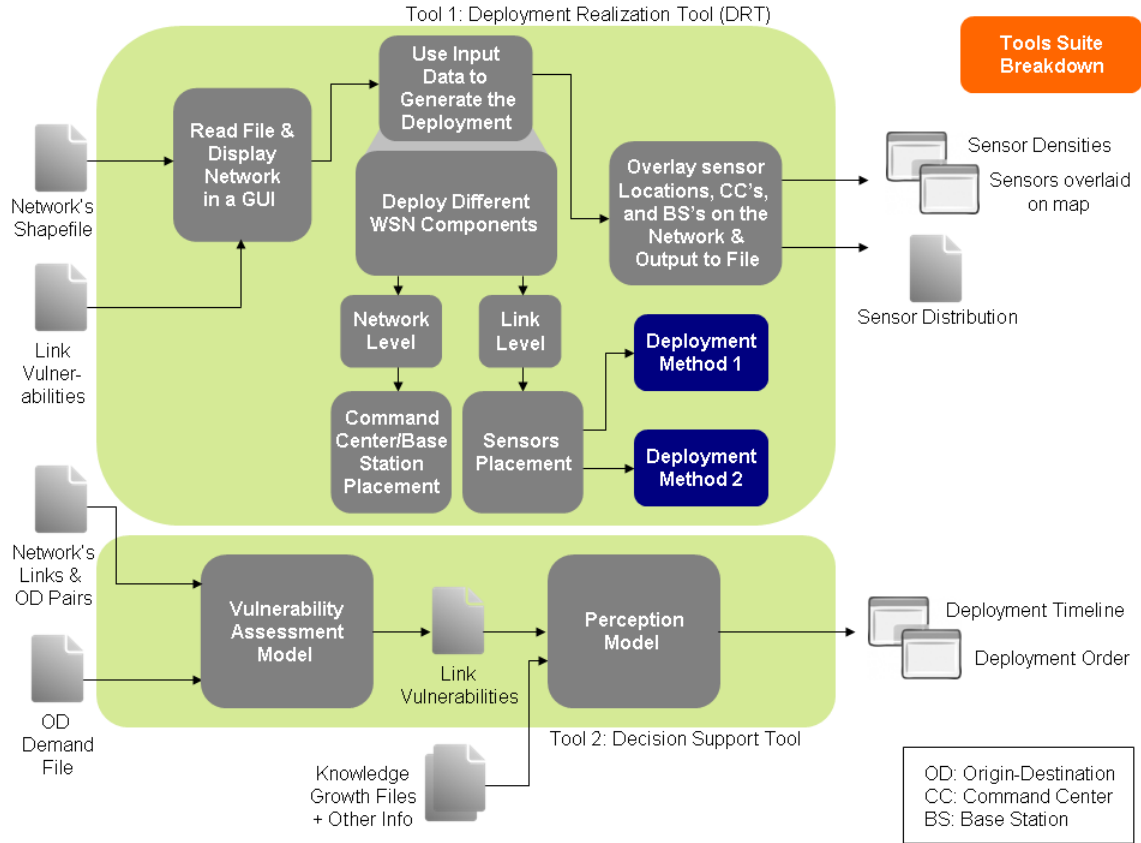 Tool 1: Deployment Realization Tool (DRT)
Tools Suite
Breakdown
Use Input
Data to
Generate the
Deployment
Read File &
Display
Network
in a GUI
Network's
Shapefile
Link
Vulner-
abilities
Deploy Different
WSN Components
Overlay sensor
Locations, CC's,
and BS's on the
Network &
Output to File
Sensor Densities
Sensors overlaid
on map
Sensor Distribution
Network
Level
Link
Level
Command
Center/Base
Station
Placement
Sensors
Placement
Deployment
Method 1
Deployment
Method 2
Network's
Links &
OD Pairs
OD
Demand
File
Vulnerability
Assessment
Model
Link
Vulnerabilities
Perception
Model
Deployment Timeline
Deployment Order
Tool 2: Decision Support Tool
Knowledge
Growth Files
+ Other Info
OD: Origin-Destination
CC: Command Center
BS: Base Station